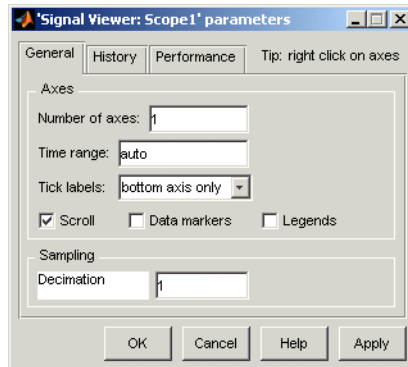 'Signal Viewer: Scope1' parameters
General History Performance Tip: right click on axes
Axes
Number of axes: 1
Time range: auto
Tick labels: bottom axis only
Scroll Data markers Legends
Sampling
Decimation 1
OK Cancel Help Apply